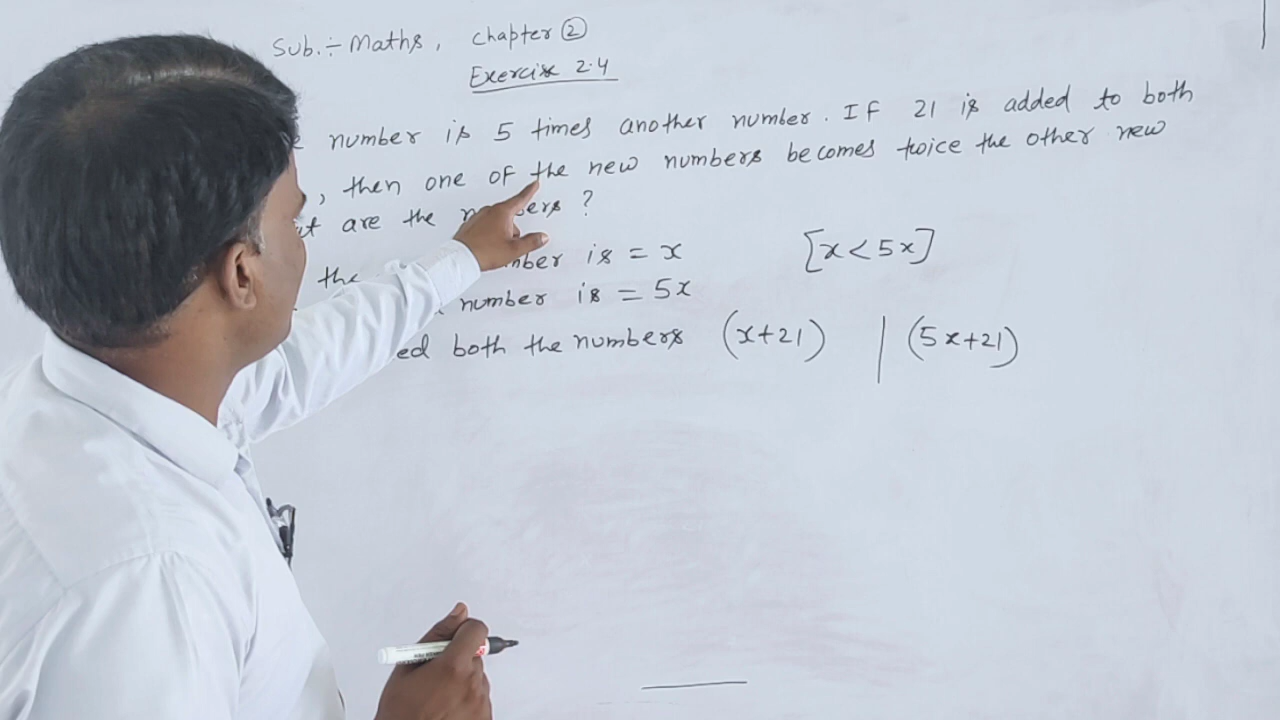 Sub. ÷ Maths, Chapter ②
Exercise 2.4
number is 5 times another number. If 21 is added to both
, then one of the new numbers becomes twice the other new
are the numbers ?
the number is = x [x < 5x]
number is = 5x
both the numbers (x+21) | (5x+21)